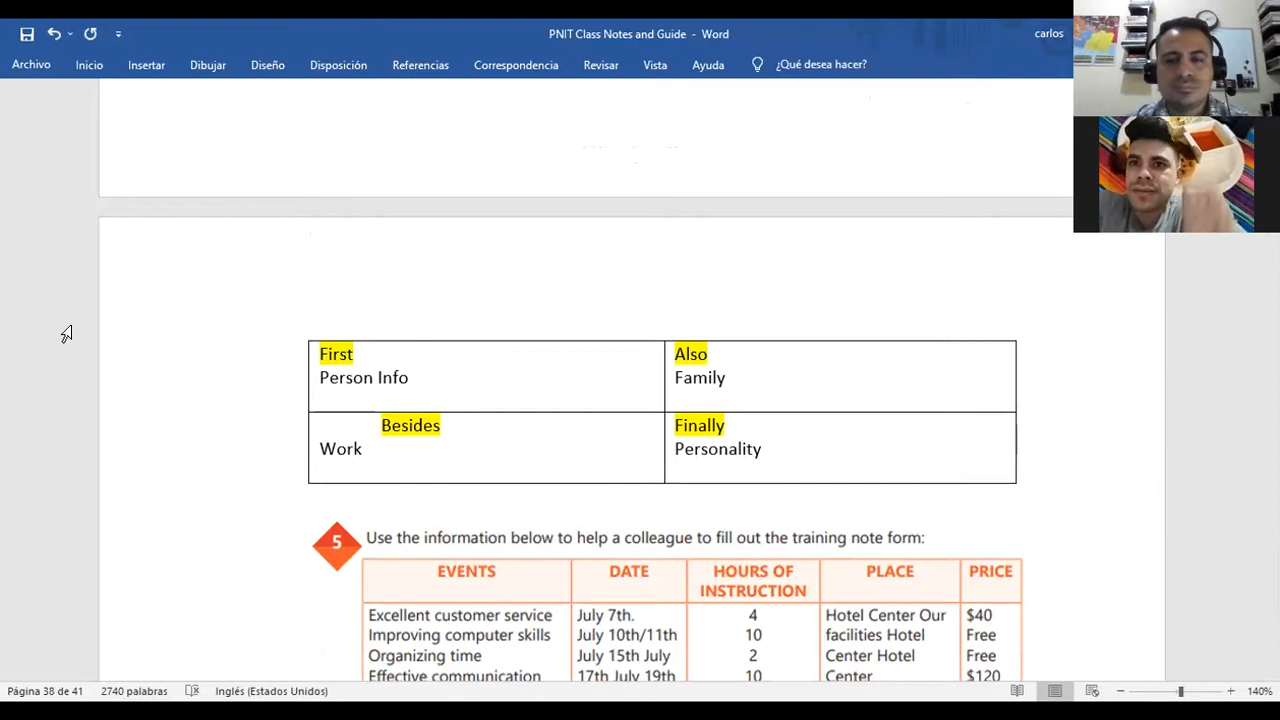 PNIT Class Notes and Guide - Word
carlos
Archivo Inicio Insertar Dibujar Diseño Disposición Referencias Correspondencia Revisar Vista Ayuda ¿Qué desea hacer?
First
Person Info
Also
Family
Besides
Work
Finally
Personality
5 Use the information below to help a colleague to fill out the training note form:
EVENTS DATE HOURS OF INSTRUCTION PLACE PRICE
Excellent customer service July 7th. 4 Hotel Center Our $40
Improving computer skills July 10th/11th 10 facilities Hotel Free
Organizing time July 15th July 2 Center Hotel Free
Effective communication 17th July 19th 10 Center $120
Página 38 de 41 2740 palabras Inglés (Estados Unidos) 140%